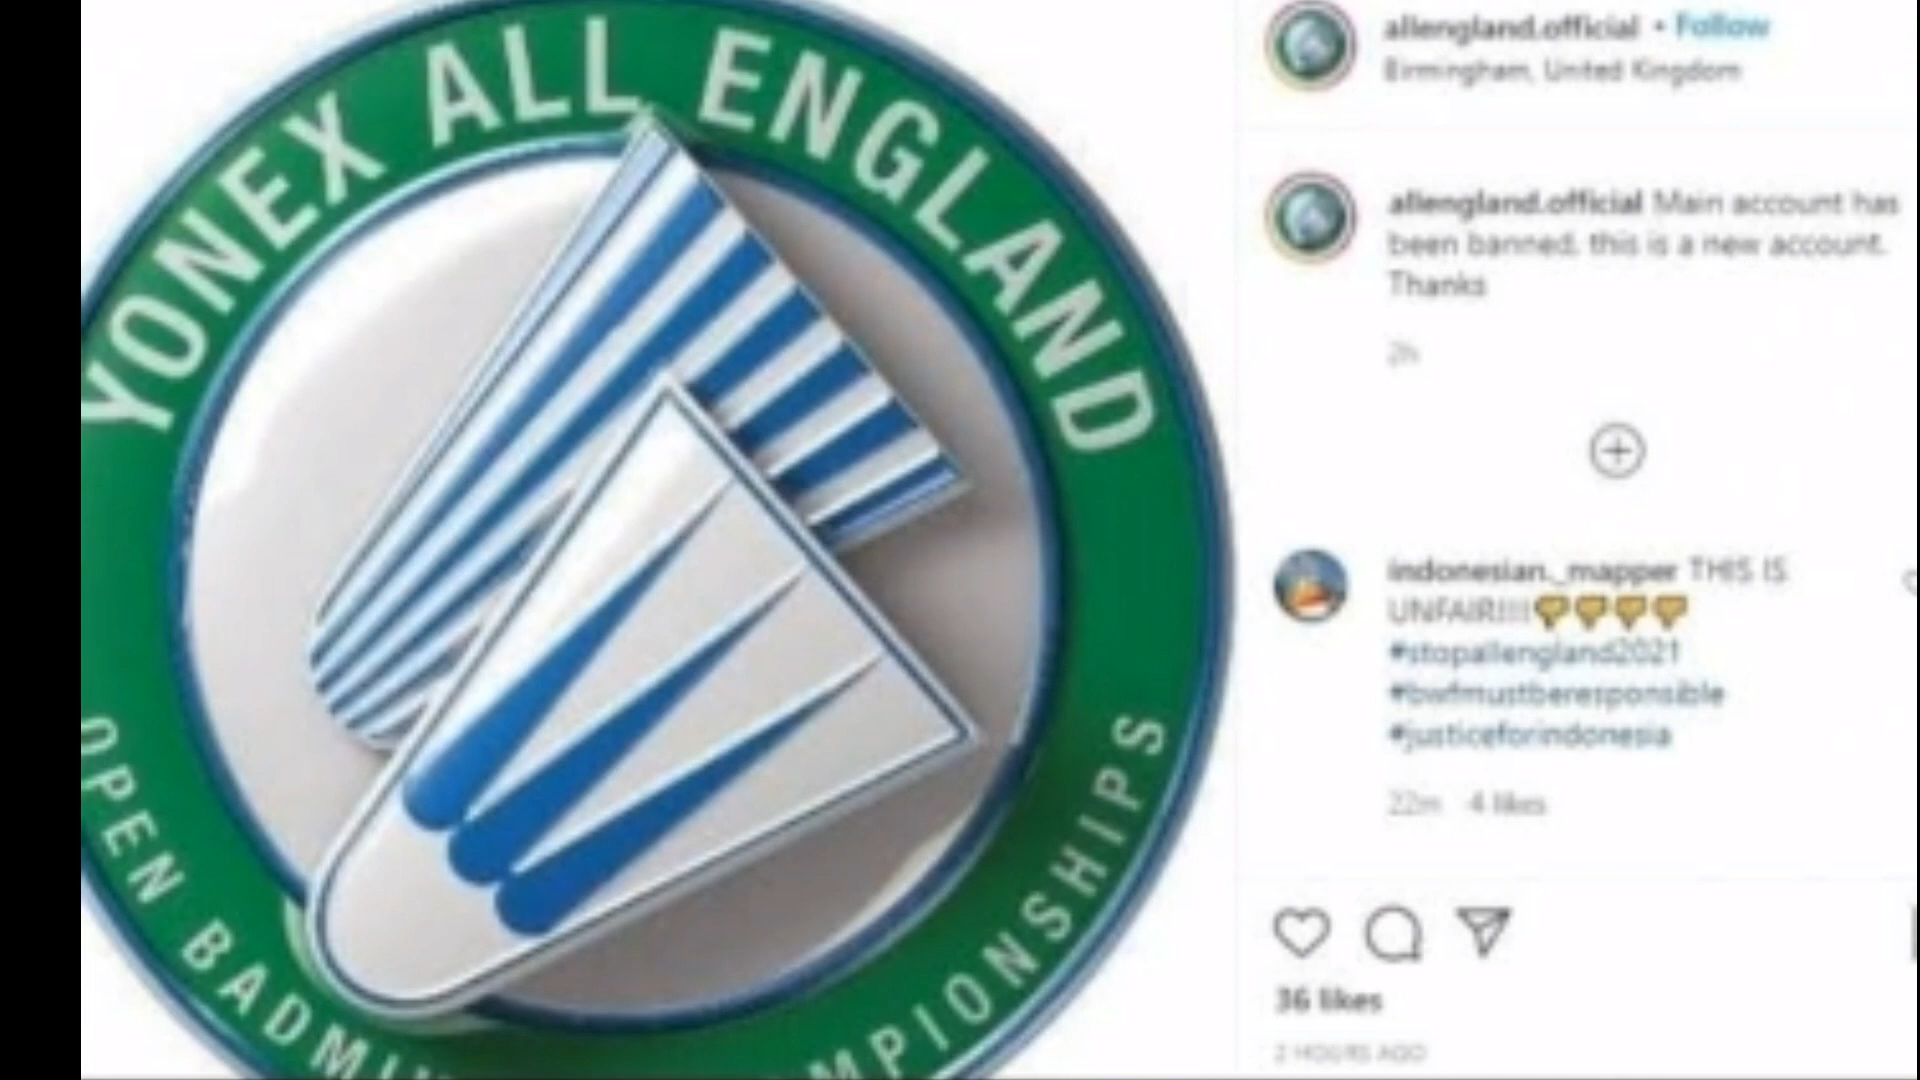 YONEX ALL ENGLAND
OPEN BADMI
MPIONSHIPS
allengland.official • Follow
Birmingham, United Kingdom
allengland.official Main account has
been banned. this is a new account.
Thanks
2h
indonesian._mapper THIS IS
UNFAIR!!!!👎👎👎👎
#stopallengland2021
#bwfmustberesponsible
#justiceforindonesia
22m 4 likes
36 likes
2 HOURS AGO